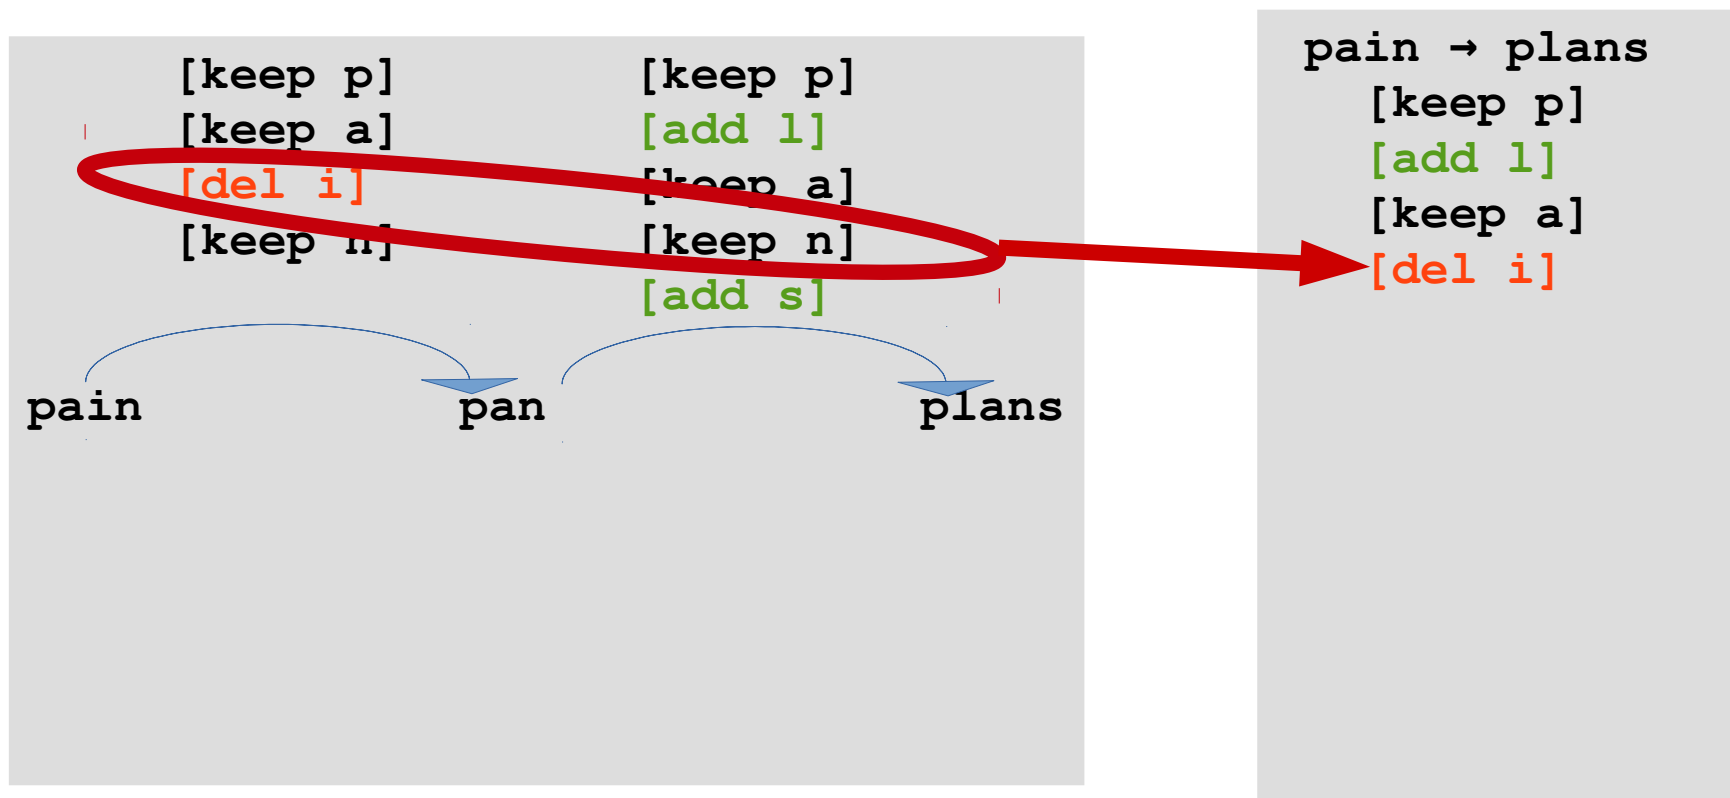 [keep p] [keep p]
[keep a] [add l]
[del i] [keep a]
[keep n] [keep n]
[add s]
pain pan plans
pain → plans
[keep p]
[add l]
[keep a]
[del i]